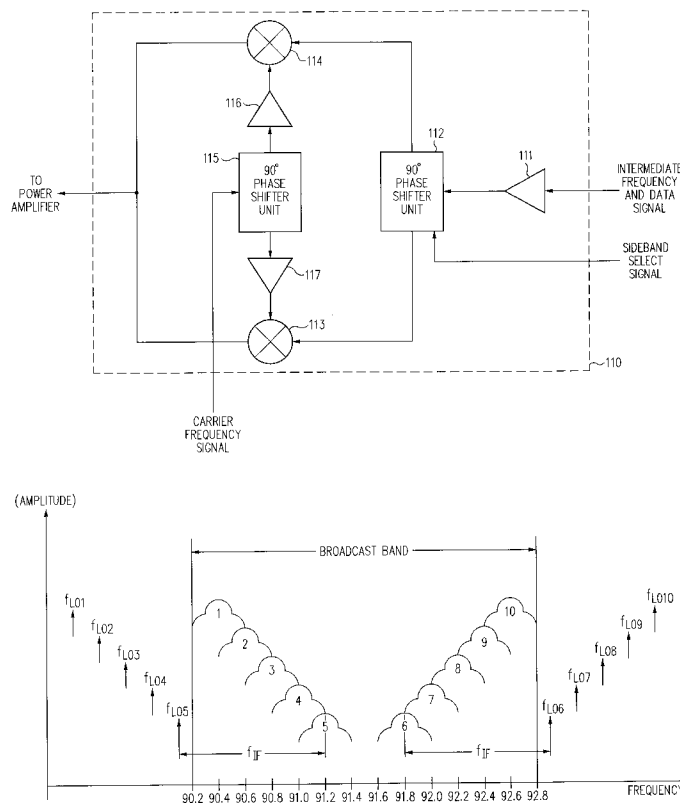 114
116
115
90°
PHASE
SHIFTER
UNIT
112
90°
PHASE
SHIFTER
UNIT
111
INTERMEDIATE
FREQUENCY
AND DATA
SIGNAL
TO
POWER
AMPLIFIER
SIDEBAND
SELECT
SIGNAL
117
113
110
CARRIER
FREQUENCY
SIGNAL
(AMPLITUDE)
BROADCAST BAND
fLO1
fLO2
fLO3
fLO4
fLO5
1
2
3
4
5
10
9
8
7
6
fLO10
fLO9
fLO8
fLO7
fLO6
fIF
fIF
90.2 90.4 90.6 90.8 91.0 91.2 91.4 91.6 91.8 92.0 92.2 92.4 92.6 92.8
FREQUENCY